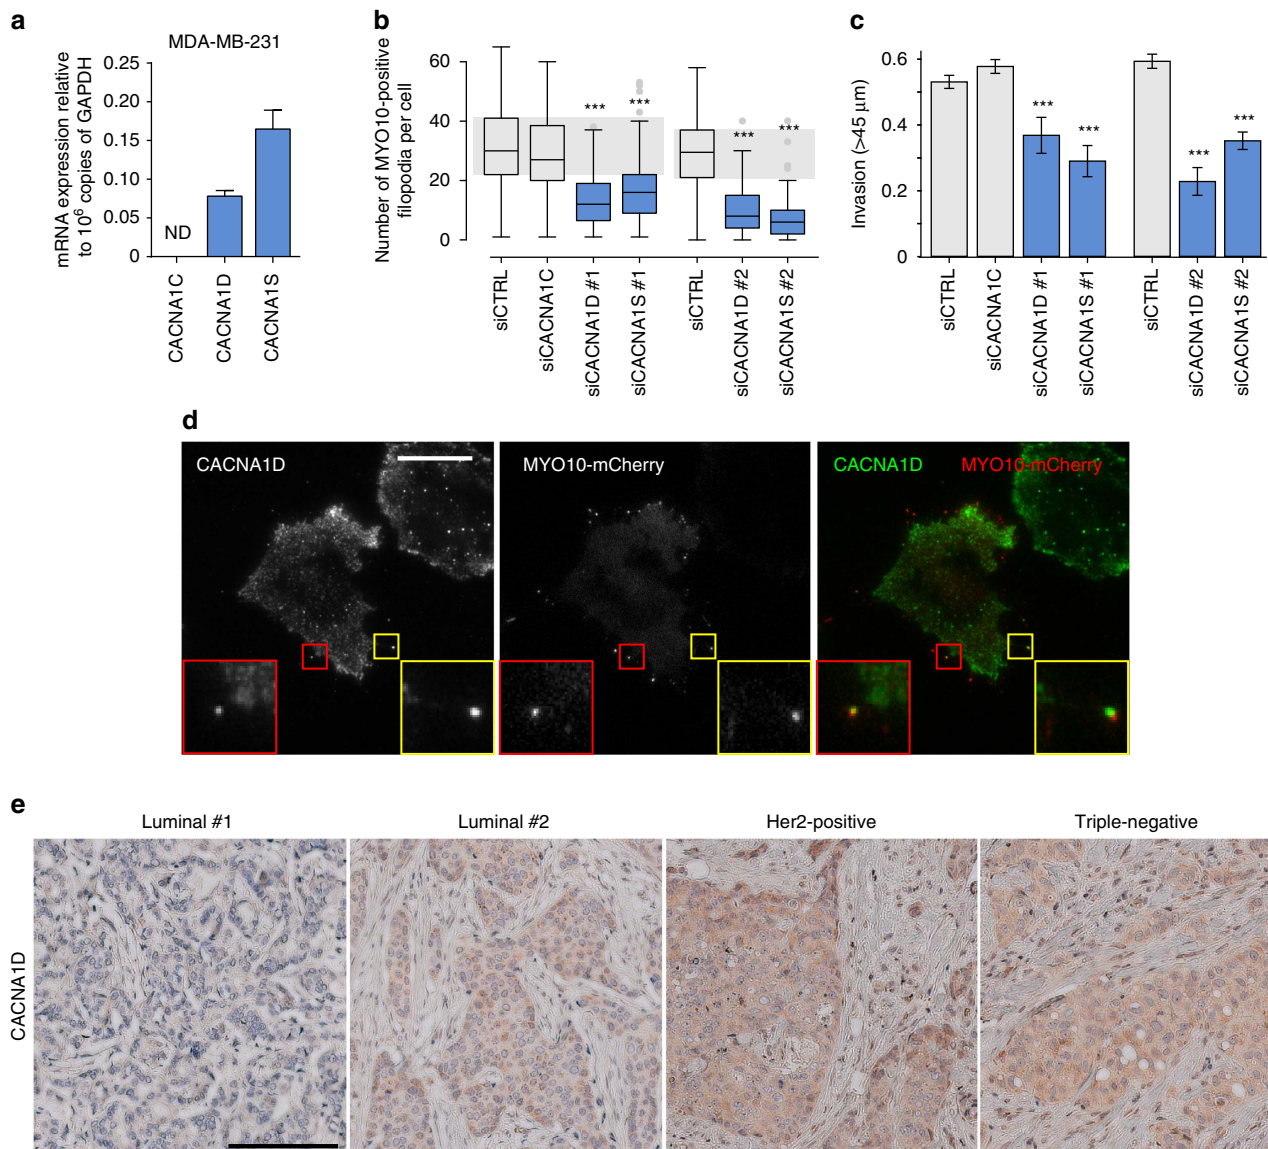 a
MDA-MB-231
mRNA expression relative
to 10⁶ copies of GAPDH
0.25
0.20
0.15
0.10
0.05
0
ND
CACNA1C
CACNA1D
CACNA1S
b
Number of MYO10-positive
filopodia per cell
60
40
20
0
***
***
***
***
siCTRL
siCACNA1C
siCACNA1D #1
siCACNA1S #1
siCTRL
siCACNA1D #2
siCACNA1S #2
c
Invasion (>45 μm)
0.6
0.4
0.2
0
***
***
***
***
siCTRL
siCACNA1C
siCACNA1D #1
siCACNA1S #1
siCTRL
siCACNA1D #2
siCACNA1S #2
d
CACNA1D
MYO10-mCherry
CACNA1D MYO10-mCherry
e
Luminal #1
Luminal #2
Her2-positive
Triple-negative
CACNA1D